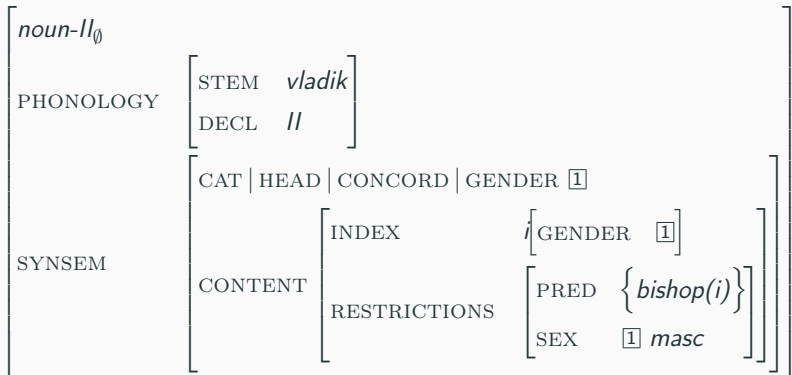 noun-II∅
STEM vladik
PHONOLOGY
DECL II
CAT | HEAD | CONCORD | GENDER 1
INDEX i[GENDER 1]
SYNSEM
CONTENT
PRED {bishop(i)}
RESTRICTIONS
SEX 1 masc